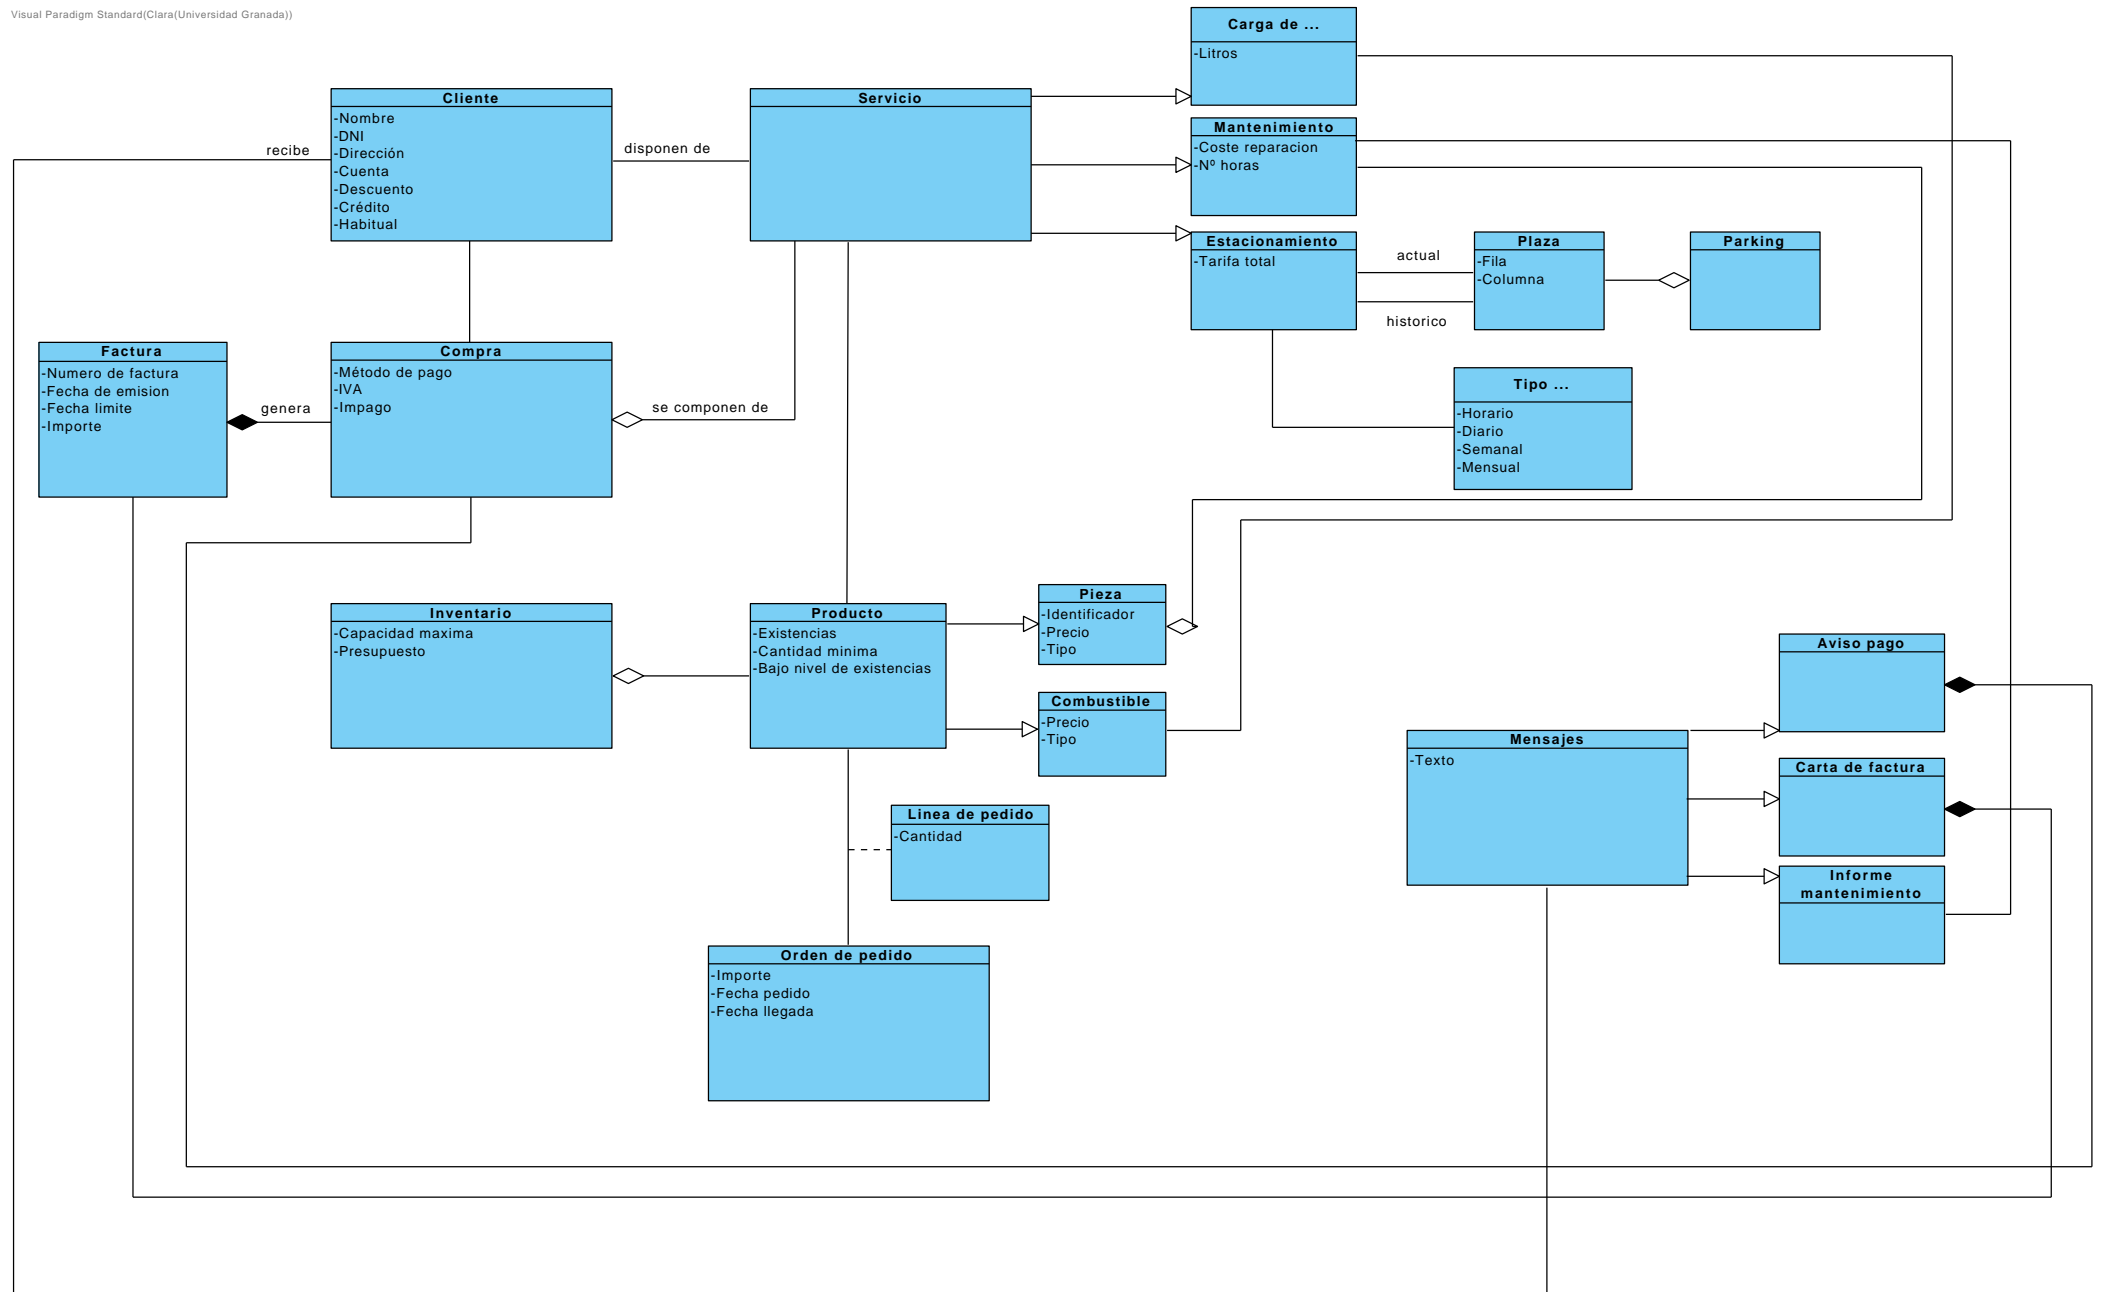 Visual Paradigm Standard(Clara(Universidad Granada))
Carga de ...
-Litros
Cliente
-Nombre
-DNI
-Dirección
-Cuenta
-Descuento
-Crédito
-Habitual
Servicio
Mantenimiento
-Coste reparacion
-Nº horas
recibe
disponen de
Estacionamiento
-Tarifa total
actual
historico
Plaza
-Fila
-Columna
Parking
Factura
-Numero de factura
-Fecha de emision
-Fecha limite
-Importe
genera
Compra
-Método de pago
-IVA
-Impago
se componen de
Tipo ...
-Horario
-Diario
-Semanal
-Mensual
Inventario
-Capacidad maxima
-Presupuesto
Producto
-Existencias
-Cantidad minima
-Bajo nivel de existencias
Pieza
-Identificador
-Precio
-Tipo
Combustible
-Precio
-Tipo
Aviso pago
Mensajes
-Texto
Carta de factura
Informe
mantenimiento
Linea de pedido
-Cantidad
Orden de pedido
-Importe
-Fecha pedido
-Fecha llegada